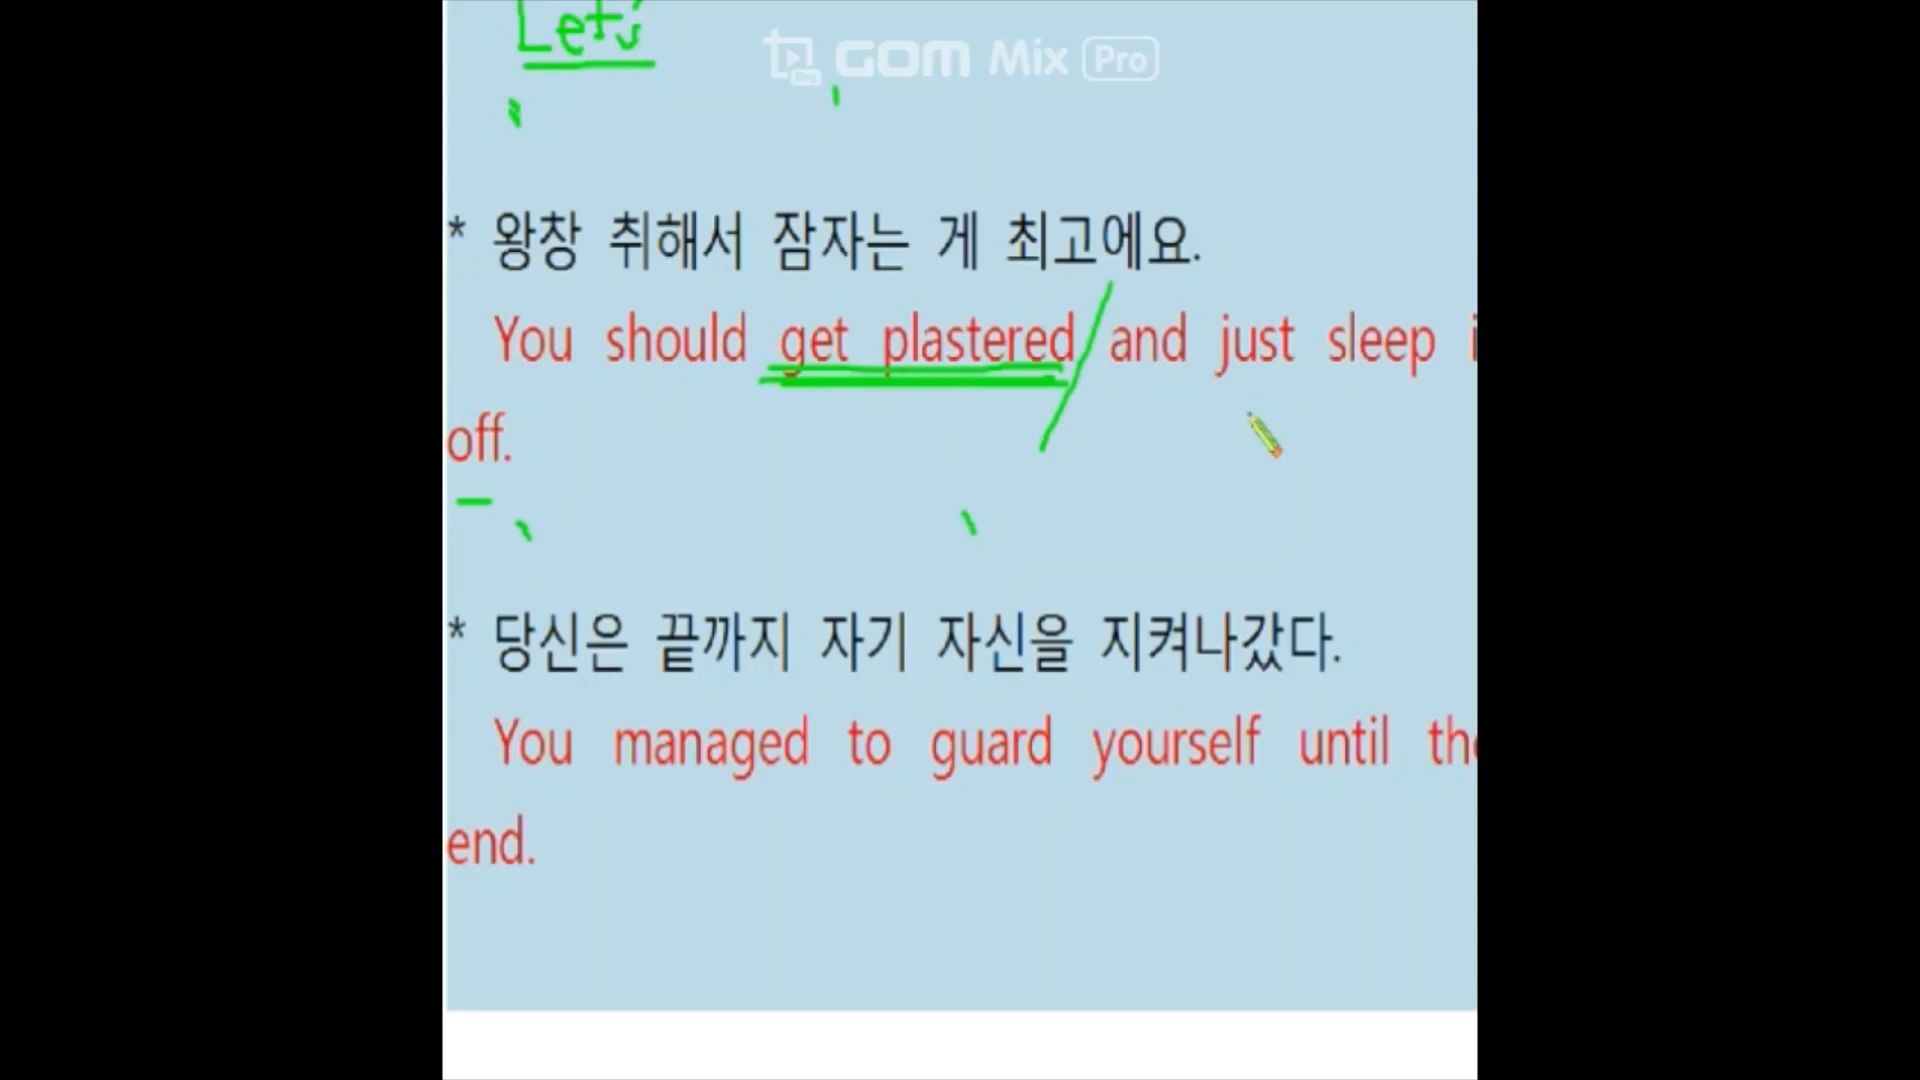 Let's
GOM Mix Pro
* 왕창 취해서 잠자는 게 최고에요.
You should get plastered and just sleep i
off.
* 당신은 끝까지 자기 자신을 지켜나갔다.
You managed to guard yourself until the
end.